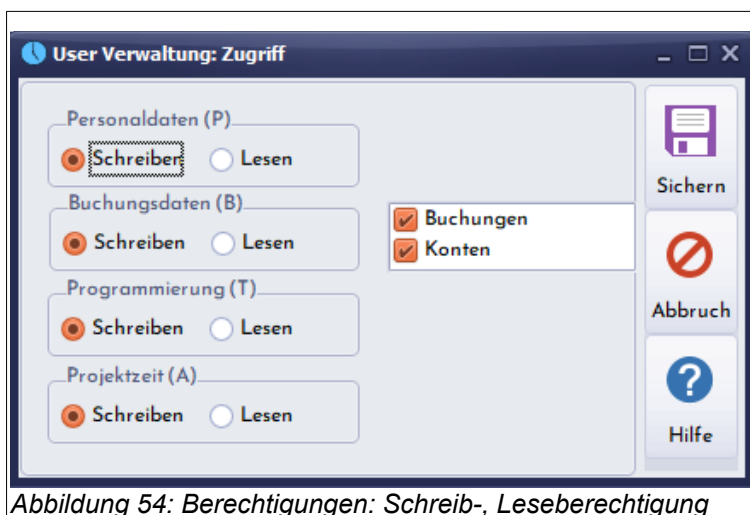 User Verwaltung: Zugriff
Personaldaten (P)
Schreiben Lesen
Buchungsdaten (B)
Schreiben Lesen
Buchungen
Konten
Programmierung (T)
Schreiben Lesen
Projektzeit (A)
Schreiben Lesen
Sichern
Abbruch
Hilfe
Abbildung 54: Berechtigungen: Schreib-, Leseberechtigung